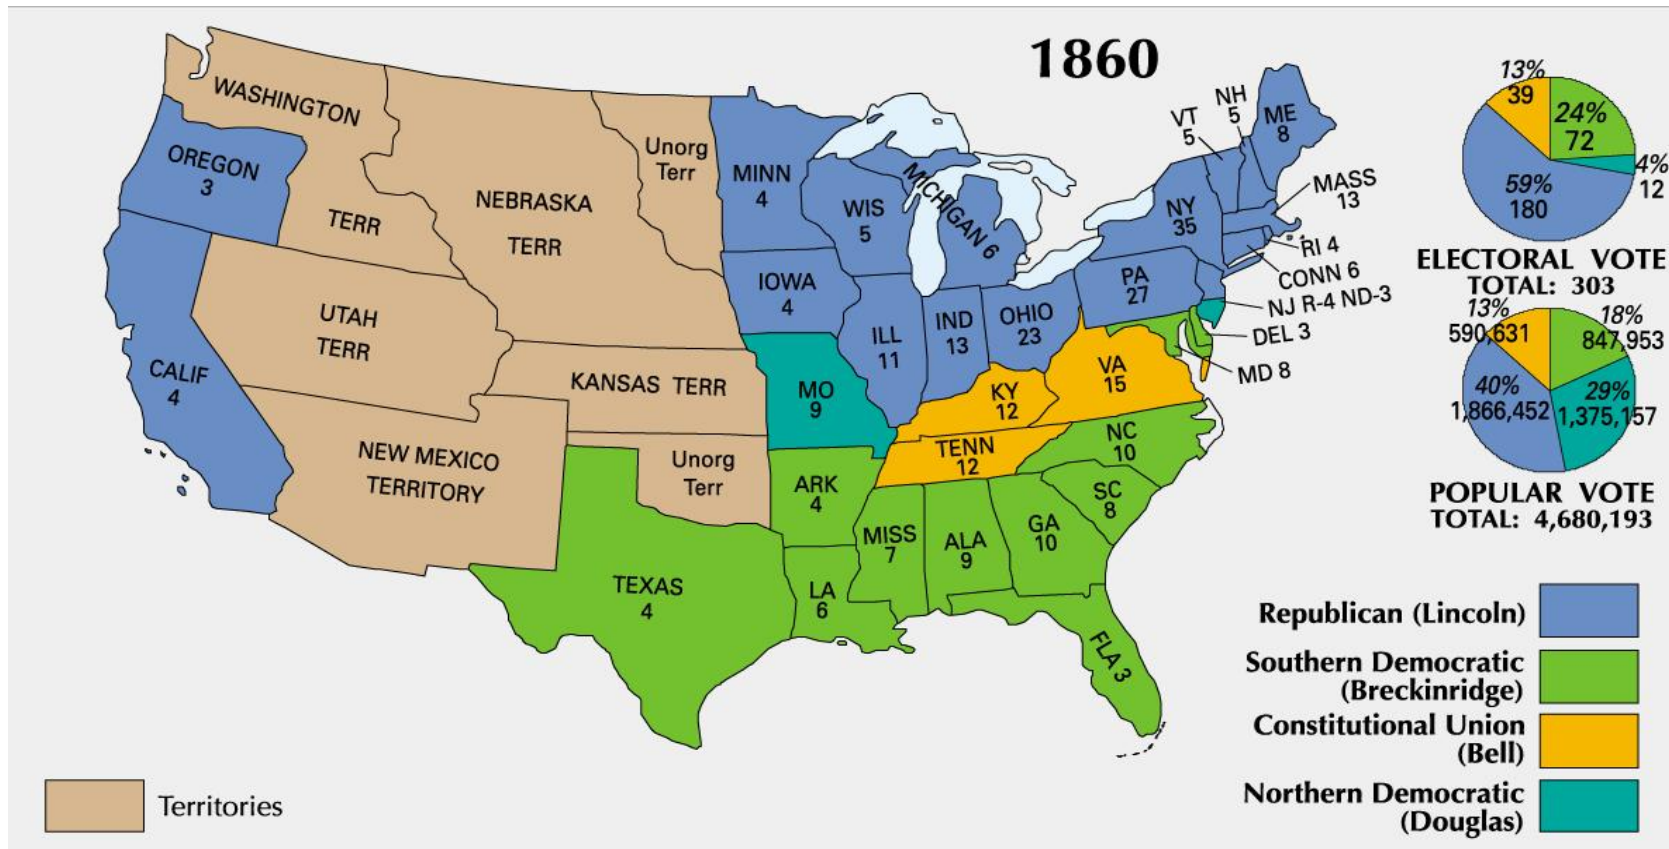 1860
WASHINGTON
TERR
OREGON
3
CALIF
4
NEBRASKA
TERR
Unorg
Terr
UTAH
TERR
KANSAS TERR
NEW MEXICO
TERRITORY
Unorg
Terr
MINN
4
WIS
5
MICHIGAN 6
IOWA
4
ILL
11
IND
13
OHIO
23
PA
27
NY
35
VT
5
NH
5
ME
8
MASS
13
RI 4
CONN 6
NJ R-4 ND-3
DEL 3
MD 8
MO
9
KY
12
VA
15
TENN
12
NC
10
SC
8
ARK
4
MISS
7
ALA
9
GA
10
TEXAS
4
LA
6
FLA 3
13%
39
24%
72
4%
12
59%
180
ELECTORAL VOTE
TOTAL: 303
13%
590,631
18%
847,953
40%
1,866,452
29%
1,375,157
POPULAR VOTE
TOTAL: 4,680,193
Republican (Lincoln)
Southern Democratic
(Breckinridge)
Constitutional Union
(Bell)
Northern Democratic
(Douglas)
Territories